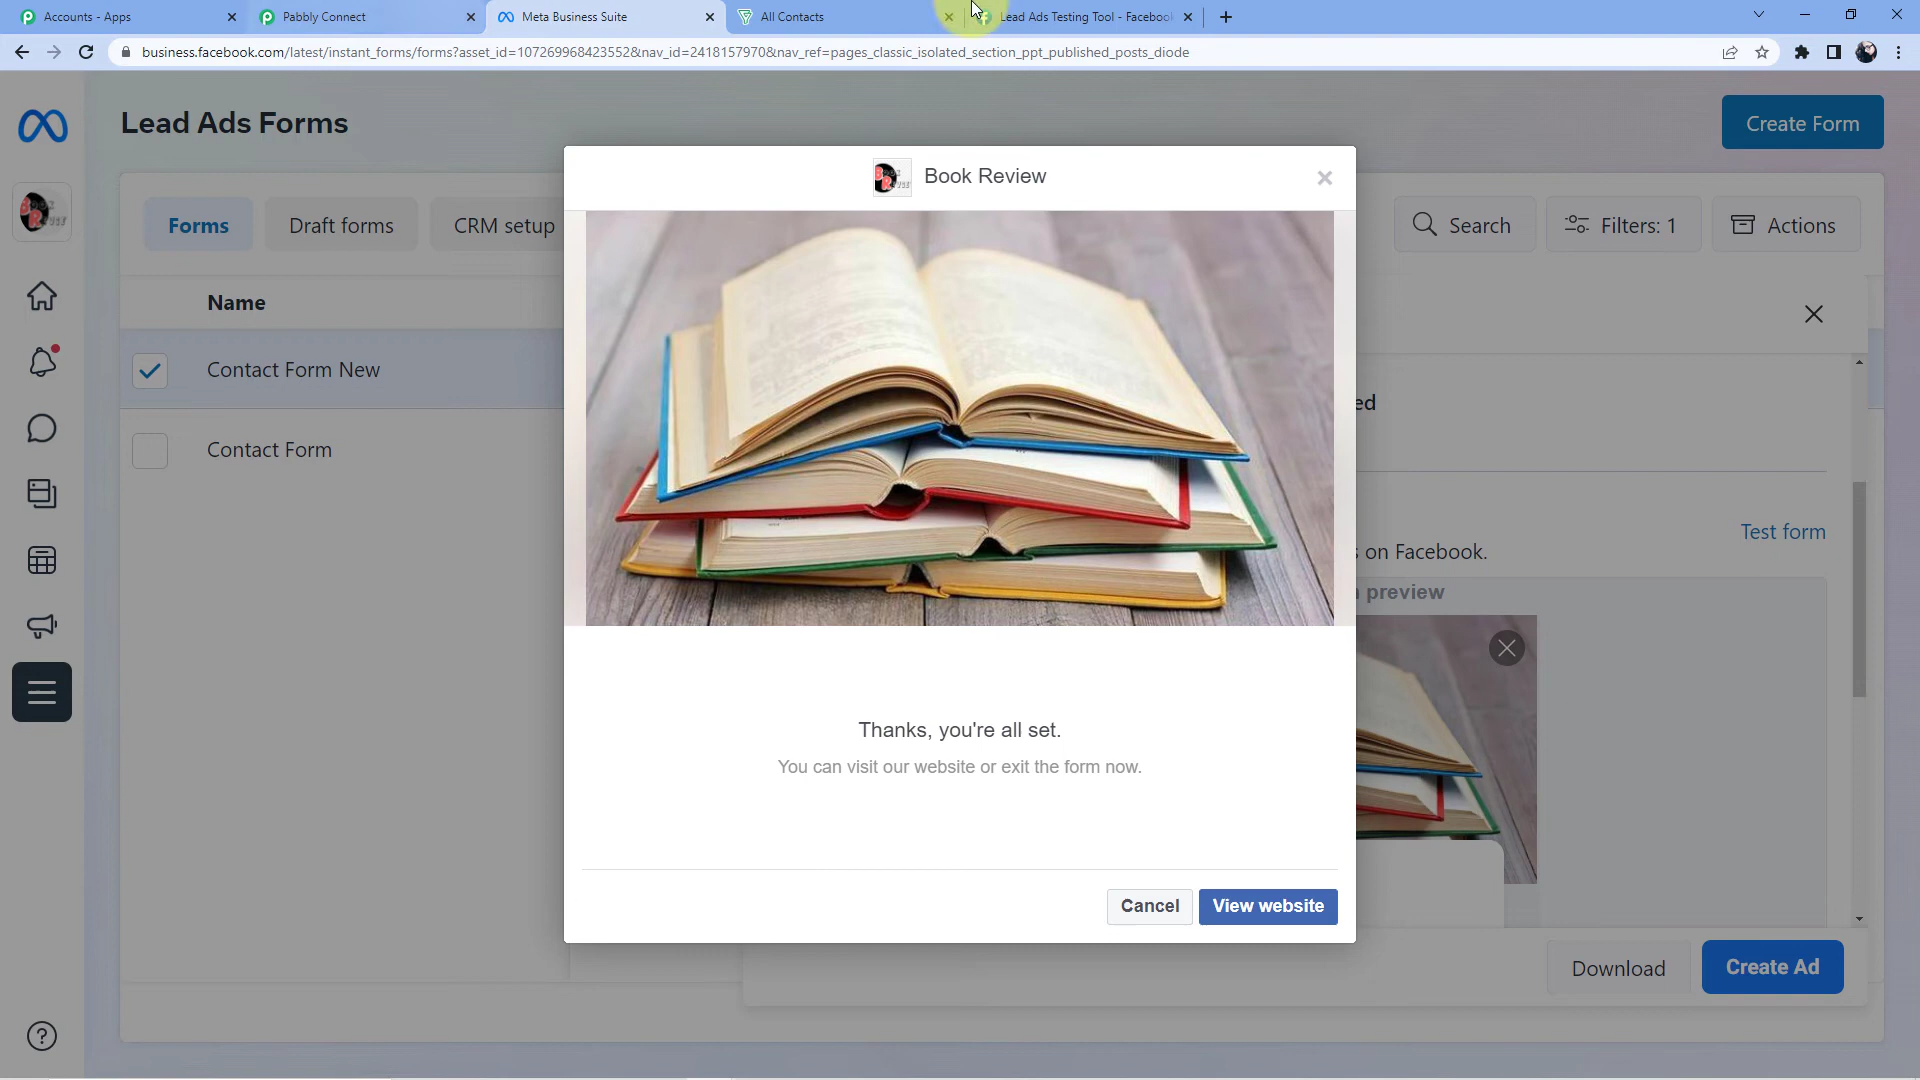 Accounts - Apps
Pabbly Connect
Meta Business Suite
All Contacts
Lead Ads Testing Tool - Facebook
business.facebook.com/latest/instant_forms/forms?asset_id=107269968423552&nav_id=2418157970&nav_ref=pages_classic_isolated_section_ppt_published_posts_diode
Lead Ads Forms
Create Form
Book Review
Forms
Draft forms
CRM setup
Search
Filters: 1
Actions
Name
Contact Form New
Contact Form
ed
Test form
s on Facebook.
preview
Thanks, you're all set.
You can visit our website or exit the form now.
Cancel
View website
Download
Create Ad